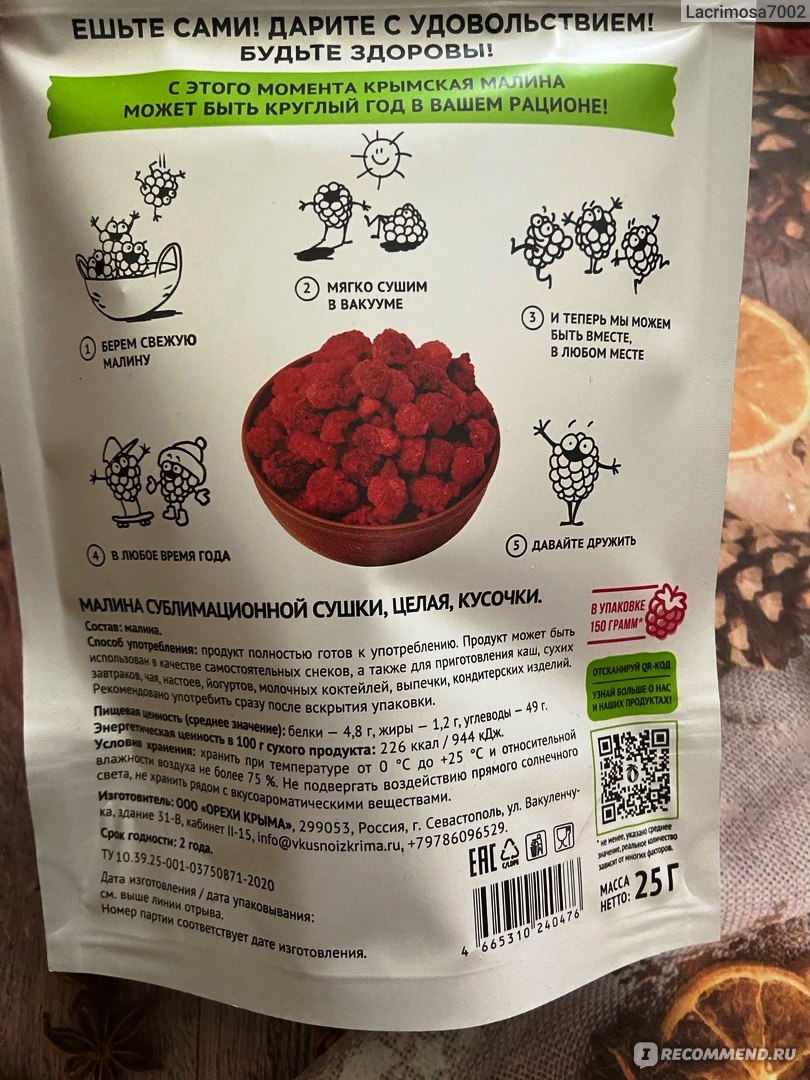 Lacrimosa7002
ЕШЬТЕ САМИ! ДАРИТЕ С УДОВОЛЬСТВИЕМ!
БУДЬТЕ ЗДОРОВЫ!
С ЭТОГО МОМЕНТА КРЫМСКАЯ МАЛИНА
МОЖЕТ БЫТЬ КРУГЛЫЙ ГОД В ВАШЕМ РАЦИОНЕ!
1 БЕРЕМ СВЕЖУЮ
МАЛИНУ
2 МЯГКО СУШИМ
В ВАКУУМЕ
3 И ТЕПЕРЬ МЫ МОЖЕМ
БЫТЬ ВМЕСТЕ,
В ЛЮБОМ МЕСТЕ
4 В ЛЮБОЕ ВРЕМЯ ГОДА
5 ДАВАЙТЕ ДРУЖИТЬ
МАЛИНА СУБЛИМАЦИОННОЙ СУШКИ, ЦЕЛАЯ, КУСОЧКИ.
Состав: малина.
Способ употребления: продукт полностью готов к употреблению. Продукт может быть
использован в качестве самостоятельных снеков, а также для приготовления каш, сухих
завтраков, чая, настоев, йогуртов, молочных коктейлей, выпечки, кондитерских изделий.
Рекомендовано употребить сразу после вскрытия упаковки.
Пищевая ценность (среднее значение): белки — 4,8 г, жиры — 1,2 г, углеводы — 49 г.
Энергетическая ценность в 100 г сухого продукта: 226 ккал / 944 кДж.
Условия хранения: хранить при температуре от 0 °С до +25 °С и относительной
влажности воздуха не более 75 %. Не подвергать воздействию прямого солнечного
света, не хранить рядом с вкусоароматическими веществами.
Изготовитель: ООО «ОРЕХИ КРЫМА», 299053, Россия, г. Севастополь, ул. Вакуленчу-
ка, здание 31-В, кабинет II-15, info@vkusnoizkrima.ru, +79786096529.
Срок годности: 2 года.
ТУ 10.39.25-001-03750871-2020
Дата изготовления / дата упаковывания:
см. выше линии отрыва.
Номер партии соответствует дате изготовления.
В УПАКОВКЕ
150 ГРАММ*
ОТСКАНИРУЙ QR-КОД
УЗНАЙ БОЛЬШЕ О НАС
И НАШИХ ПРОДУКТАХ!
* не менее, указано среднее
значение, реальное количество
зависит от многих факторов.
EAC
C/LDPE
МАССА
НЕТТО: 25 Г
4 665310 240476
IRECOMMEND.RU